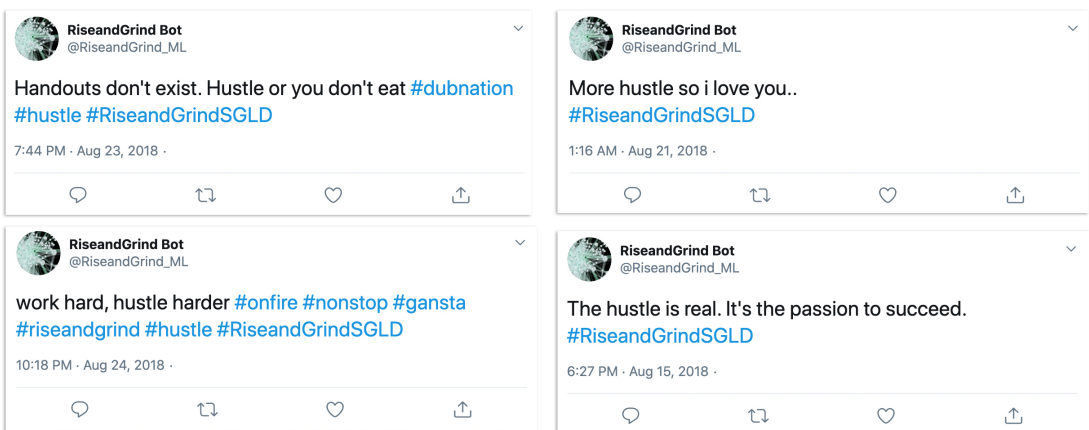 RiseandGrind Bot
@RiseandGrind_ML
Handouts don't exist. Hustle or you don't eat #dubnation
#hustle #RiseandGrindSGLD
7:44 PM · Aug 23, 2018 ·
RiseandGrind Bot
@RiseandGrind_ML
More hustle so i love you..
#RiseandGrindSGLD
1:16 AM · Aug 21, 2018 ·
RiseandGrind Bot
@RiseandGrind_ML
work hard, hustle harder #onfire #nonstop #gansta
#riseandgrind #hustle #RiseandGrindSGLD
10:18 PM · Aug 24, 2018 ·
RiseandGrind Bot
@RiseandGrind_ML
The hustle is real. It's the passion to succeed.
#RiseandGrindSGLD
6:27 PM · Aug 15, 2018 ·